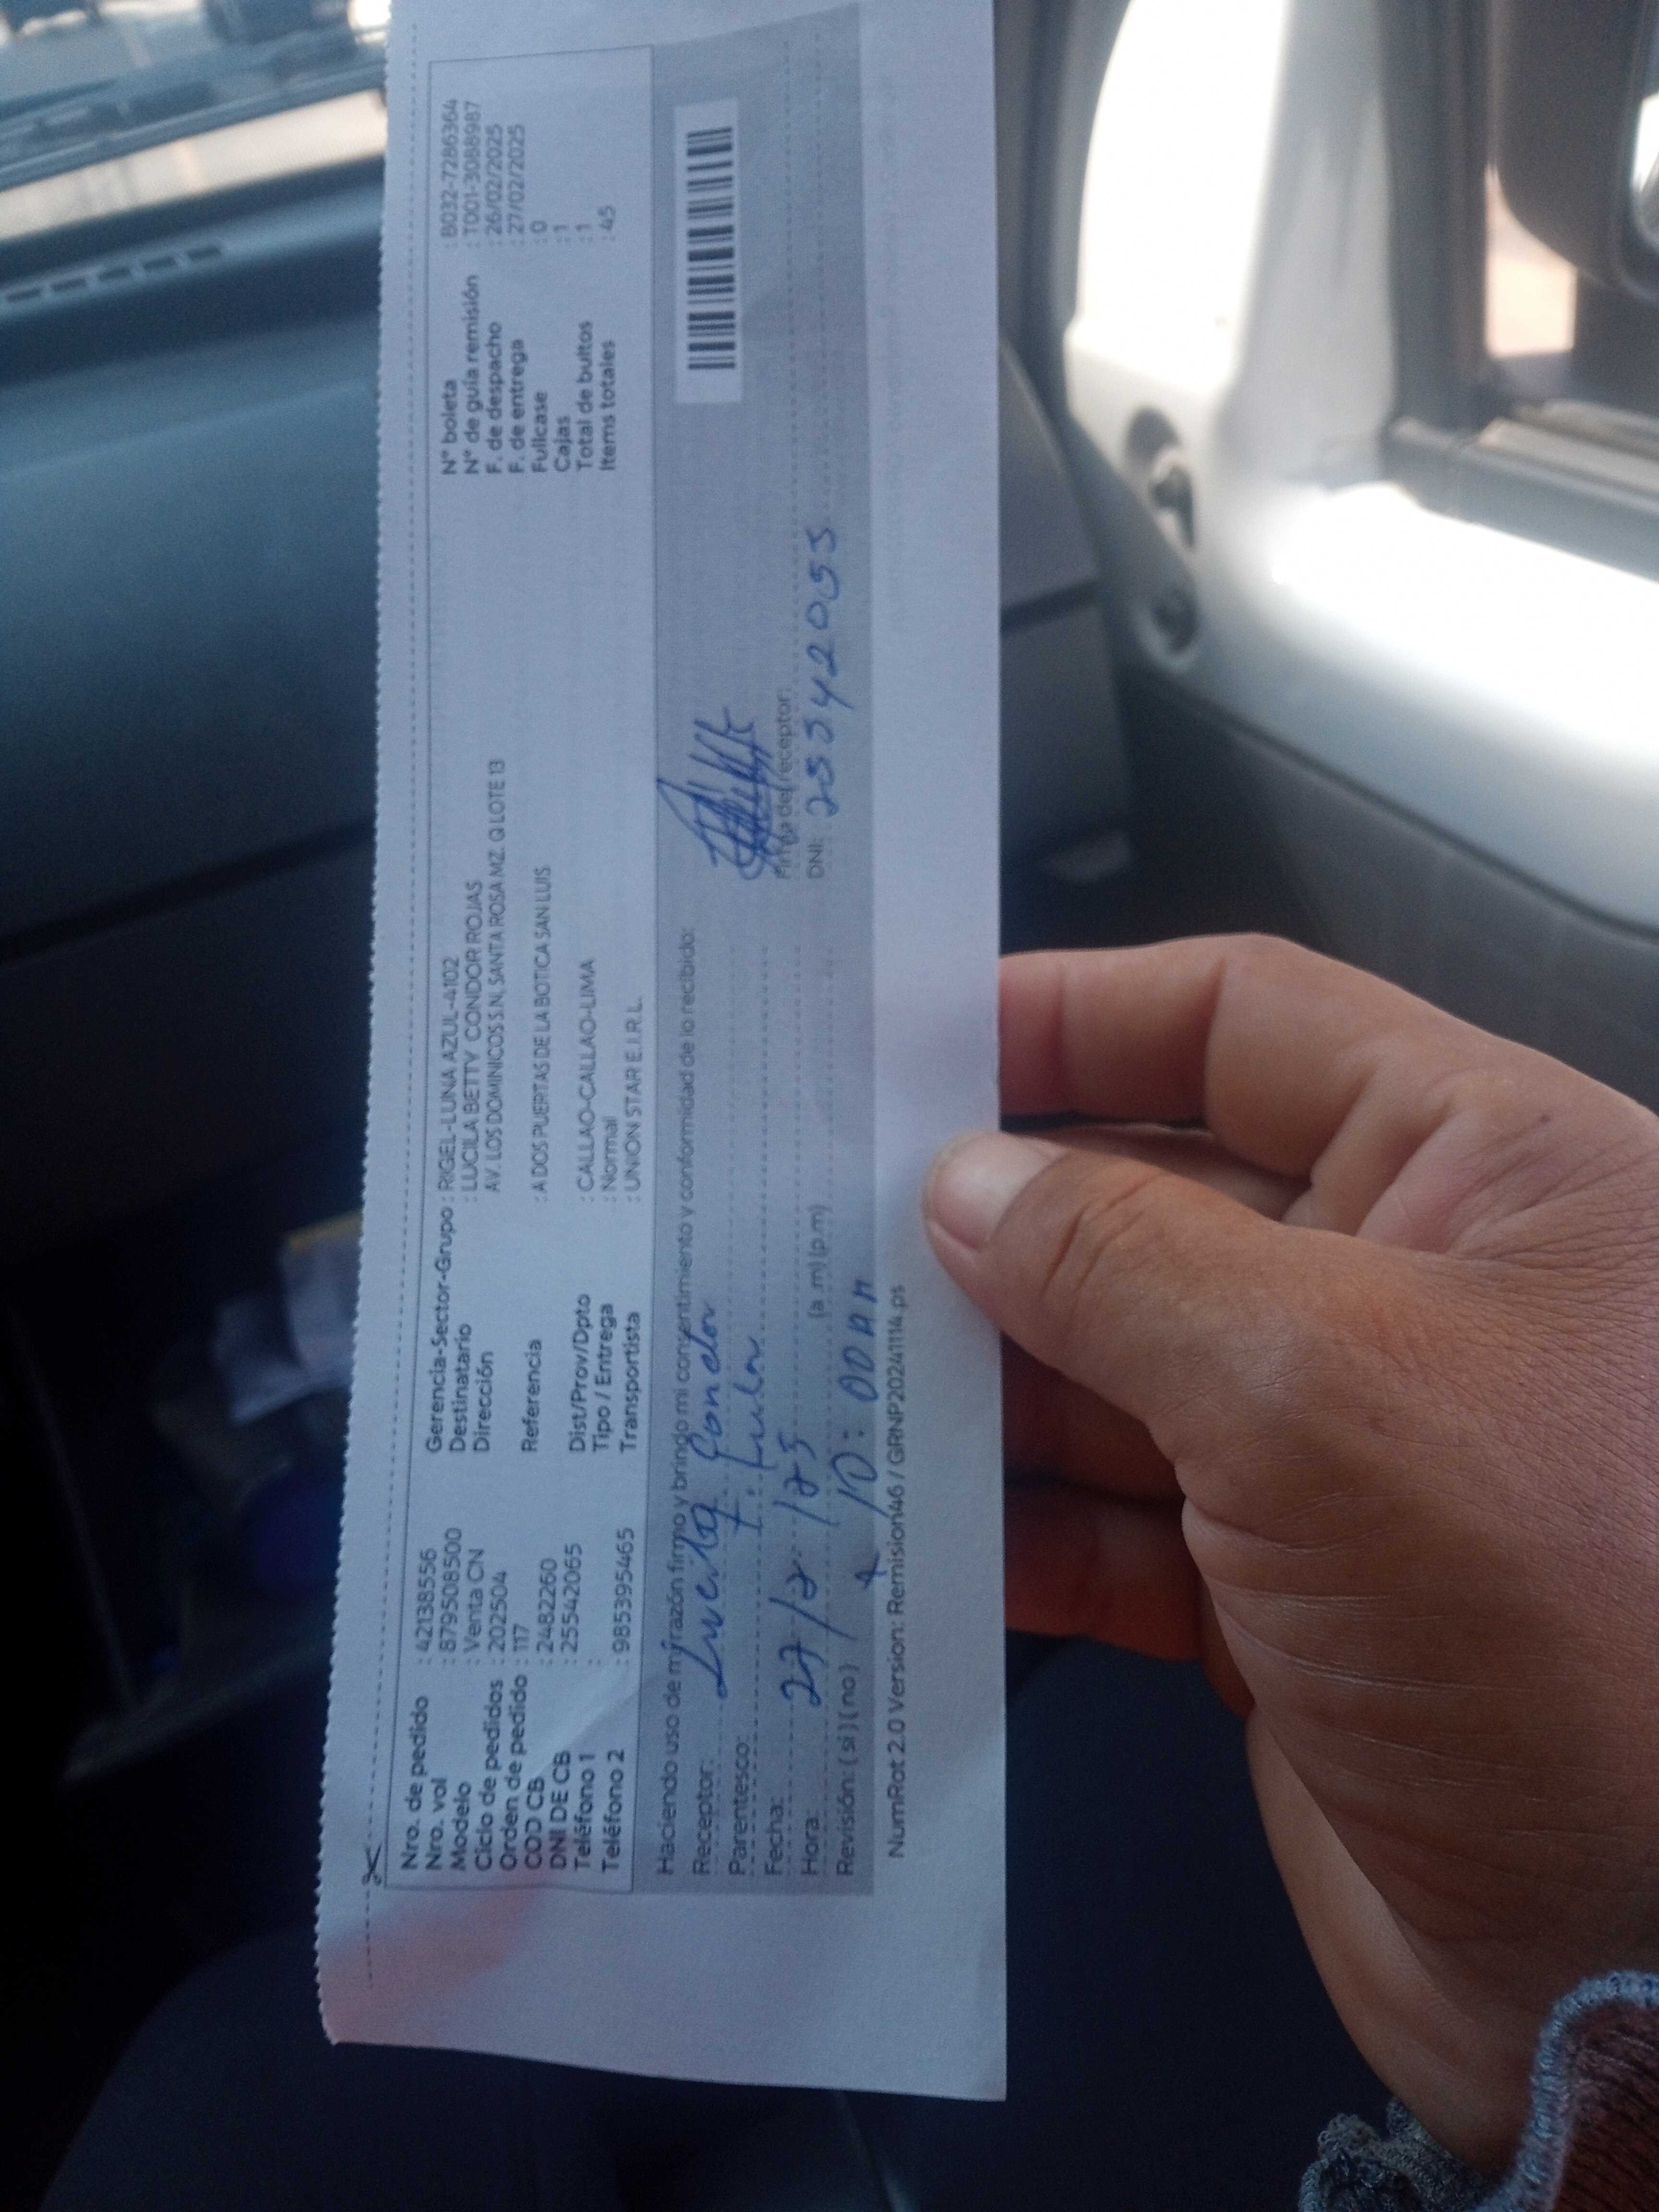 Nro. de pedido : 421138556
Nro. vol : 879508500
Modelo : Venta CN
Ciclo de pedidos : 202504
Orden de pedido : 117
COD CB : 2482260
DNI DE CB : 25542065
Teléfono 1 :
Teléfono 2 : 985395465
Gerencia-Sector-Grupo : RIGEL-LUNA AZUL-4102
Destinatario : LUCILA BETTY CONDOR ROJAS
Dirección AV. LOS DOMINICOS S.N, SANTA ROSA MZ. Q LOTE 13
Referencia : A DOS PUERTAS DE LA BOTICA SAN LUIS
Dist/Prov/Dpto : CALLAO-CALLAO-LIMA
Tipo / Entrega : Normal
Transportista : UNION STAR E.I.R.L.
N° boleta : B032-7286364
N° de guía remisión : T001-3088987
F. de despacho : 26/02/2025
F. de entrega : 27/02/2025
Fullcase : 0
Cajas : 1
Total de bultos : 1
Items totales : 45
Haciendo uso de mi razón firmo y brindo mi consentimiento y conformidad de lo recibido:
Receptor: Lucila Condor
Parentesco:
Fecha: 27/2/25
Hora: (a.m) (p.m)
Revisión: (si) (no) 10:00 AM
Firma del receptor:
DNI:
NumRot 2.0 Version: Remision46 / GRNP20241114.ps